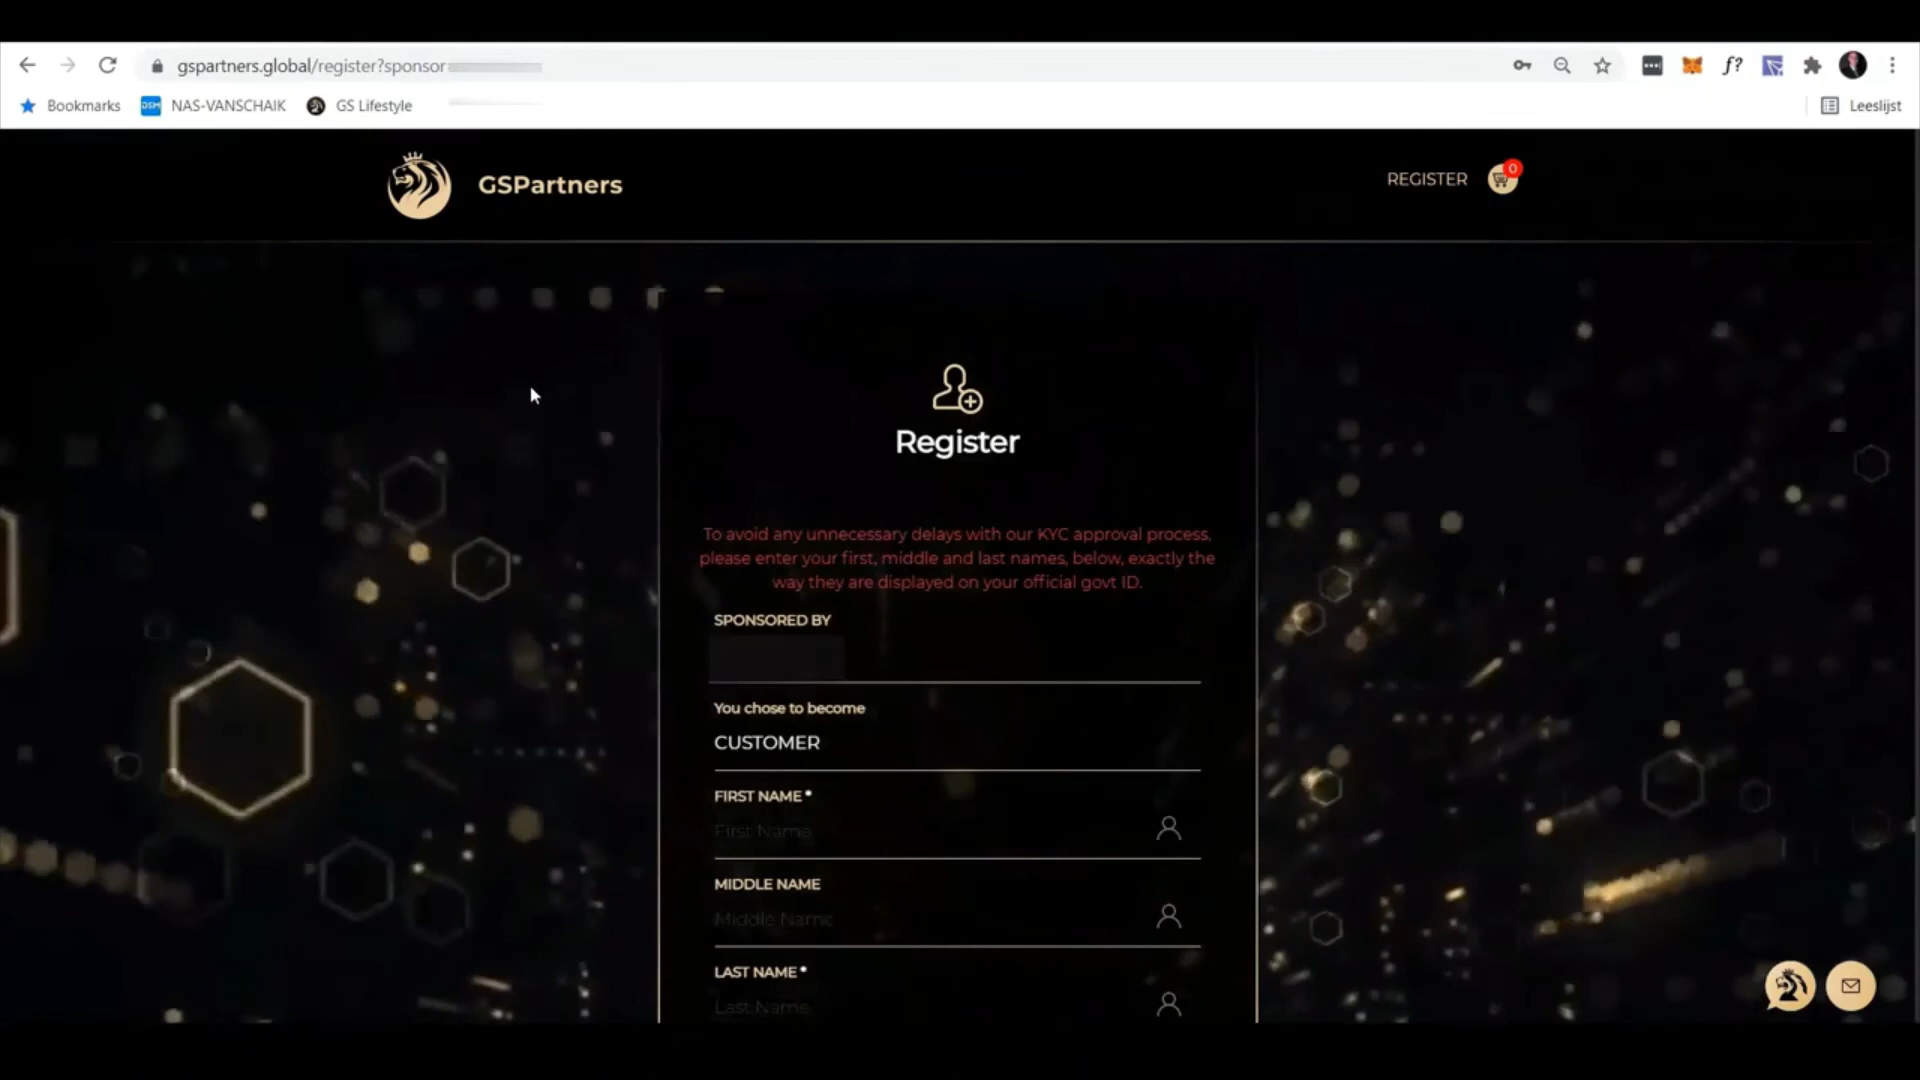 gspartners.global/register?sponsor
f?
Bookmarks
DSM
NAS-VANSCHAIK
GS Lifestyle
Leeslijst
GSPartners
REGISTER
0
Register
To avoid any unnecessary delays with our KYC approval process,
please enter your first, middle and last names, below, exactly the
way they are displayed on your official govt ID.
SPONSORED BY
You chose to become
CUSTOMER
FIRST NAME *
First Name
MIDDLE NAME
Middle Name
LAST NAME *
Last Name